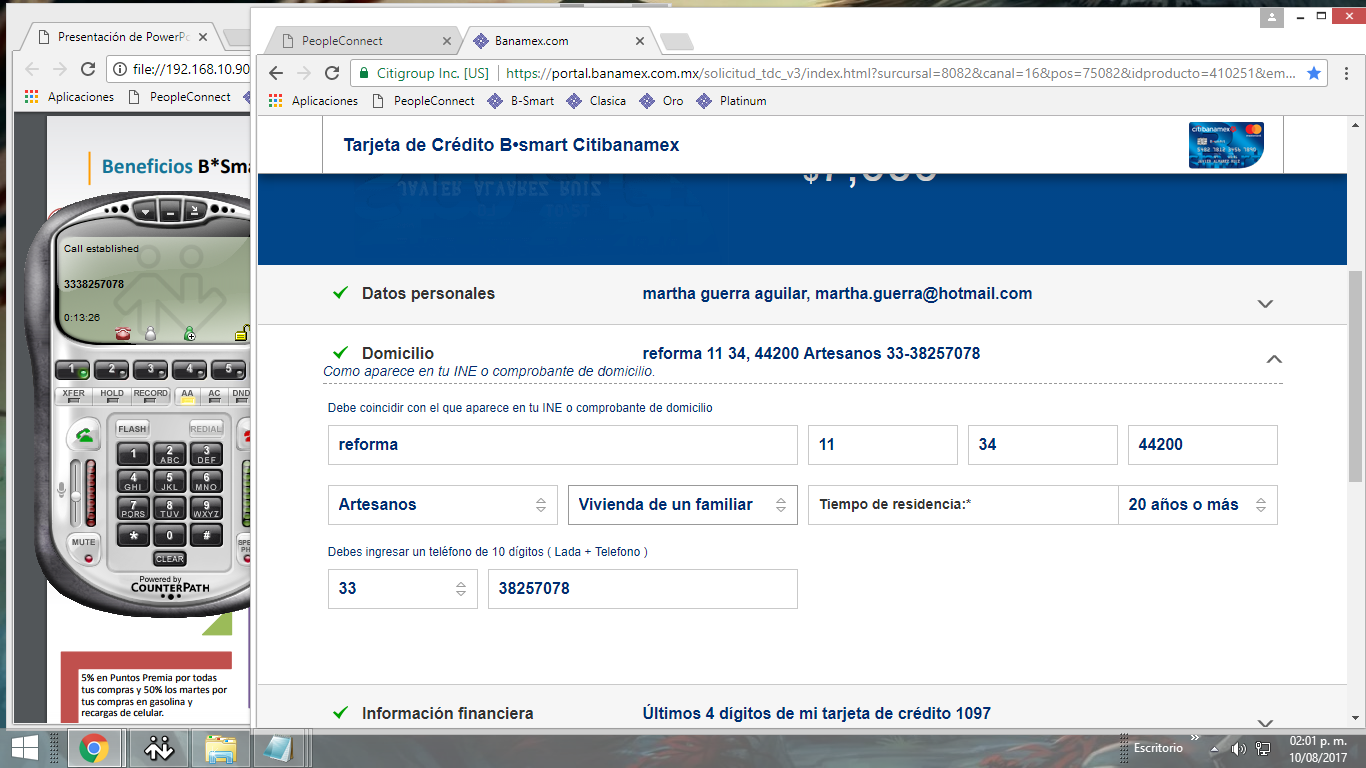 Presentación de PowerP
PeopleConnect
Banamex.com
file://192.168.10.90
Citigroup Inc. [US]
https://portal.banamex.com.mx/solicitud_tdc_v3/index.html?surcursal=8082&canal=16&pos=75082&idproducto=410251&em...
Aplicaciones PeopleConnect
Aplicaciones PeopleConnect B-Smart Clasica Oro Platinum
Beneficios B*Sma
Tarjeta de Crédito B•smart Citibanamex
citibanamex
JAVIER ALVAREZ RUIZ
Call established
3338257078
0:13:26
1 2 3 4 5
XFER HOLD RECORD AA AC DND
FLASH REDIAL
1 2 ABC 3 DEF
4 GHI 5 JKL 6 MNO
7 PQRS 8 TUV 9 WXYZ
* 0 #
MUTE
CLEAR
Powered by
COUNTERPATH
5% en Puntos Premia por todas
tus compras y 50% los martes por
tus compras en gasolina y
recargas de celular.
Datos personales martha guerra aguilar, martha.guerra@hotmail.com
Domicilio reforma 11 34, 44200 Artesanos 33-38257078
Como aparece en tu INE o comprobante de domicilio.
Debe coincidir con el que aparece en tu INE o comprobante de domicilio
reforma 11 34 44200
Artesanos Vivienda de un familiar Tiempo de residencia:* 20 años o más
Debes ingresar un teléfono de 10 dígitos ( Lada + Telefono )
33 38257078
Información financiera Últimos 4 dígitos de mi tarjeta de crédito 1097
Escritorio
02:01 p. m.
10/08/2017